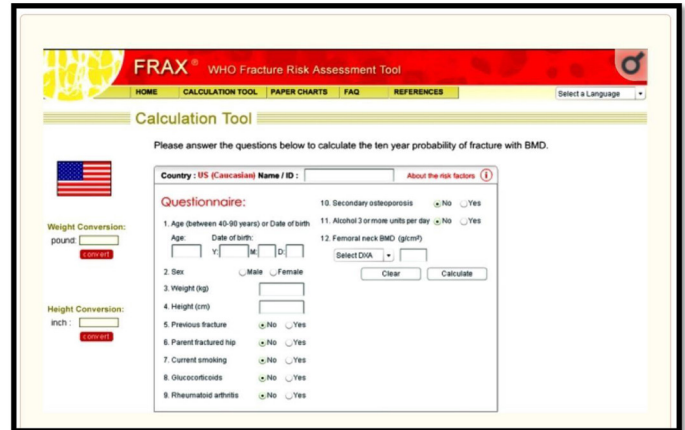 FRAX® WHO Fracture Risk Assessment Tool
HOME CALCULATION TOOL PAPER CHARTS FAQ REFERENCES Select a Language
Calculation Tool
Please answer the questions below to calculate the ten year probability of fracture with BMD.
Country : US (Caucasian) Name / ID : About the risk factors i
Questionnaire:
1. Age (between 40-90 years) or Date of birth
Age: Date of birth:
Y: M: D:
2. Sex Male Female
3. Weight (kg)
4. Height (cm)
5. Previous fracture No Yes
6. Parent fractured hip No Yes
7. Current smoking No Yes
8. Glucocorticoids No Yes
9. Rheumatoid arthritis No Yes
10. Secondary osteoporosis No Yes
11. Alcohol 3 or more units per day No Yes
12. Femoral neck BMD (g/cm²)
Select DXA
Clear Calculate
Weight Conversion:
pound:
convert
Height Conversion:
inch :
convert